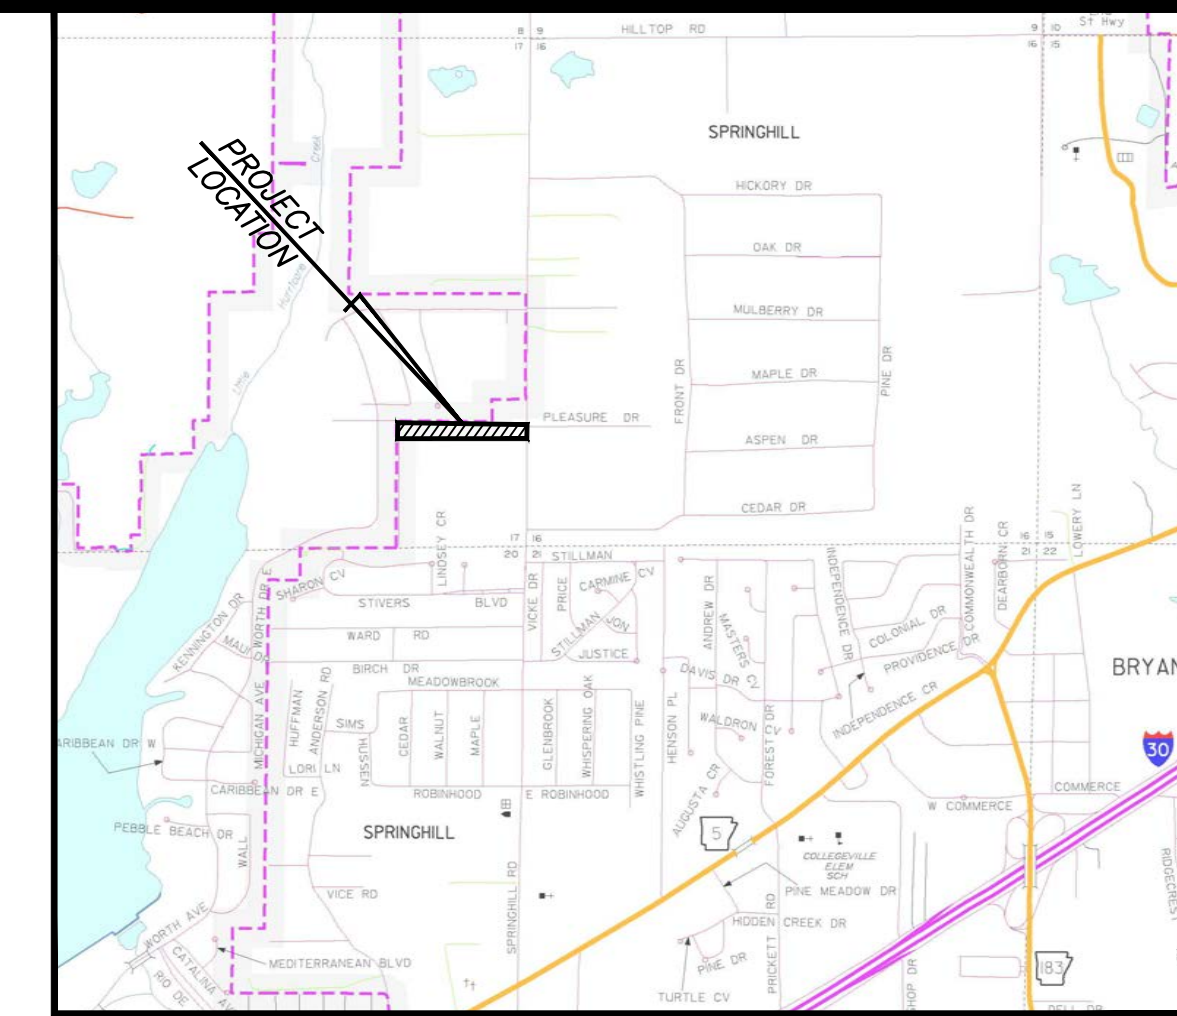 St Hwy
8 9
17 16
HILLTOP RD
9 10
16 15
SPRINGHILL
Creek
PROJECT
LOCATION
HICKORY DR
OAK DR
Hurricane
MULBERRY DR
Little
FRONT DR
MAPLE DR
PINE DR
PLEASURE DR
ASPEN DR
CEDAR DR
17 16
20 21
STILLMAN
16 15
21 22
LOWERY LN
LINDSEY CR
SHARON CV
STIVERS BLVD
VICKE DR
PRICE
CARMINE CV
STILLMAN
JON
JUSTICE
ANDREW DR
MASTERS CV
INDEPENDENCE DR
COMMONWEALTH DR
DEARBORN CR
COLONIAL DR
PROVIDENCE DR
INDEPENDENCE CR
KENNINGTON DR
MAUI DR
WORTH DR E
WARD RD
BIRCH DR
MEADOWBROOK
DAVIS DR
BRYAN
MICHIGAN AVE
HUFFMAN
ANDERSON RD
SIMS
HUSSEN
CEDAR
WALNUT
MAPLE
GLENBROOK
WHISPERING OAK
WHISTLING PINE
HENSON PL
WALDRON CV
FOREST DR
ARIBBEAN DR W
LORI LN
CARIBBEAN DR E
ROBINHOOD
E ROBINHOOD
AUGUSTA CR
30
COMMERCE
W COMMERCE
PEBBLE BEACH DR
WALL
SPRINGHILL
5
COLLEGEVILLE
ELEM
SCH
PINE MEADOW DR
RIDGECREST
VICE RD
SPRINGHILL RD
HIDDEN CREEK DR
WORTH AVE
CATALINA AV
RIO DE
MEDITERRANEAN BLVD
PINE DR
PRICKETT RD
TURTLE CV
HOP DR
183
DELL DR